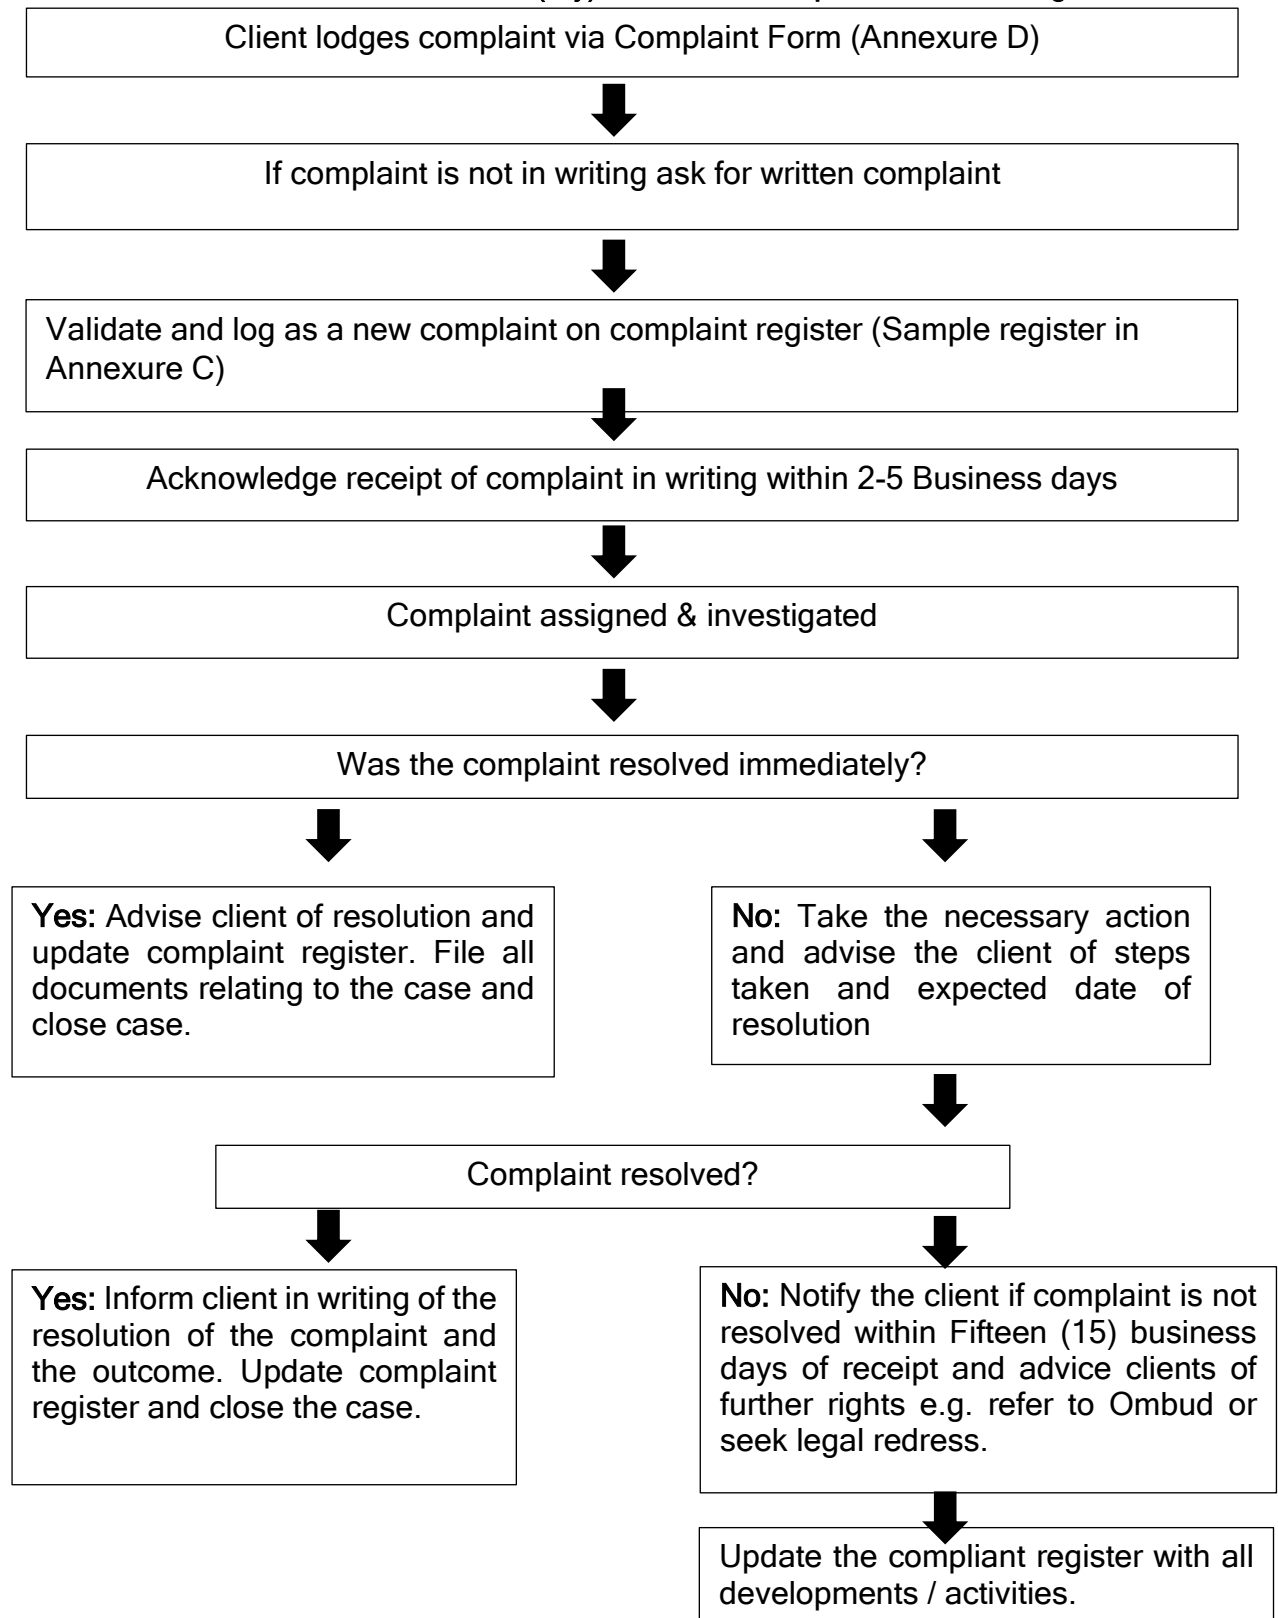 Client lodges complaint via Complaint Form (Annexure D)
If complaint is not in writing ask for written complaint
Validate and log as a new complaint on complaint register (Sample register in
Annexure C)
Acknowledge receipt of complaint in writing within 2-5 Business days
Complaint assigned & investigated
Was the complaint resolved immediately?
Yes: Advise client of resolution and
update complaint register. File all
documents relating to the case and
close case.
No: Take the necessary action
and advise the client of steps
taken and expected date of
resolution
Complaint resolved?
Yes: Inform client in writing of the
resolution of the complaint and
the outcome. Update complaint
register and close the case.
No: Notify the client if complaint is not
resolved within Fifteen (15) business
days of receipt and advice clients of
further rights e.g. refer to Ombud or
seek legal redress.
Update the compliant register with all
developments / activities.